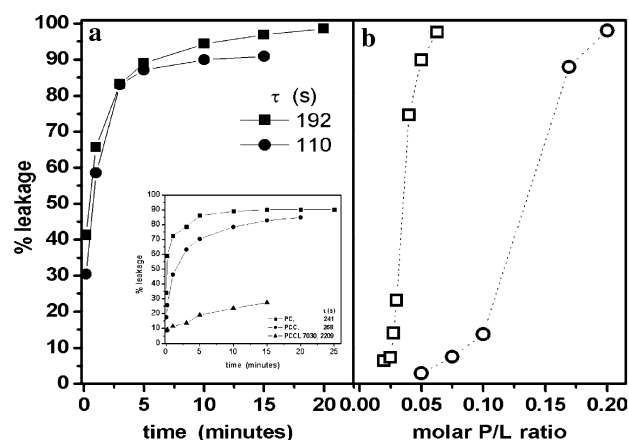 a
b
% leakage
100
90
80
70
60
50
40
30
20
10
0
τ (s)
192
110
% leakage
100
90
80
70
60
50
40
30
20
10
0
PC, 241
PCC, 268
PCCl, 7030, 2209
τ (s)
0 5 10 15 20 25
time (minutes)
0 5 10 15 20
time (minutes)
0.00 0.05 0.10 0.15 0.20
molar P/L ratio